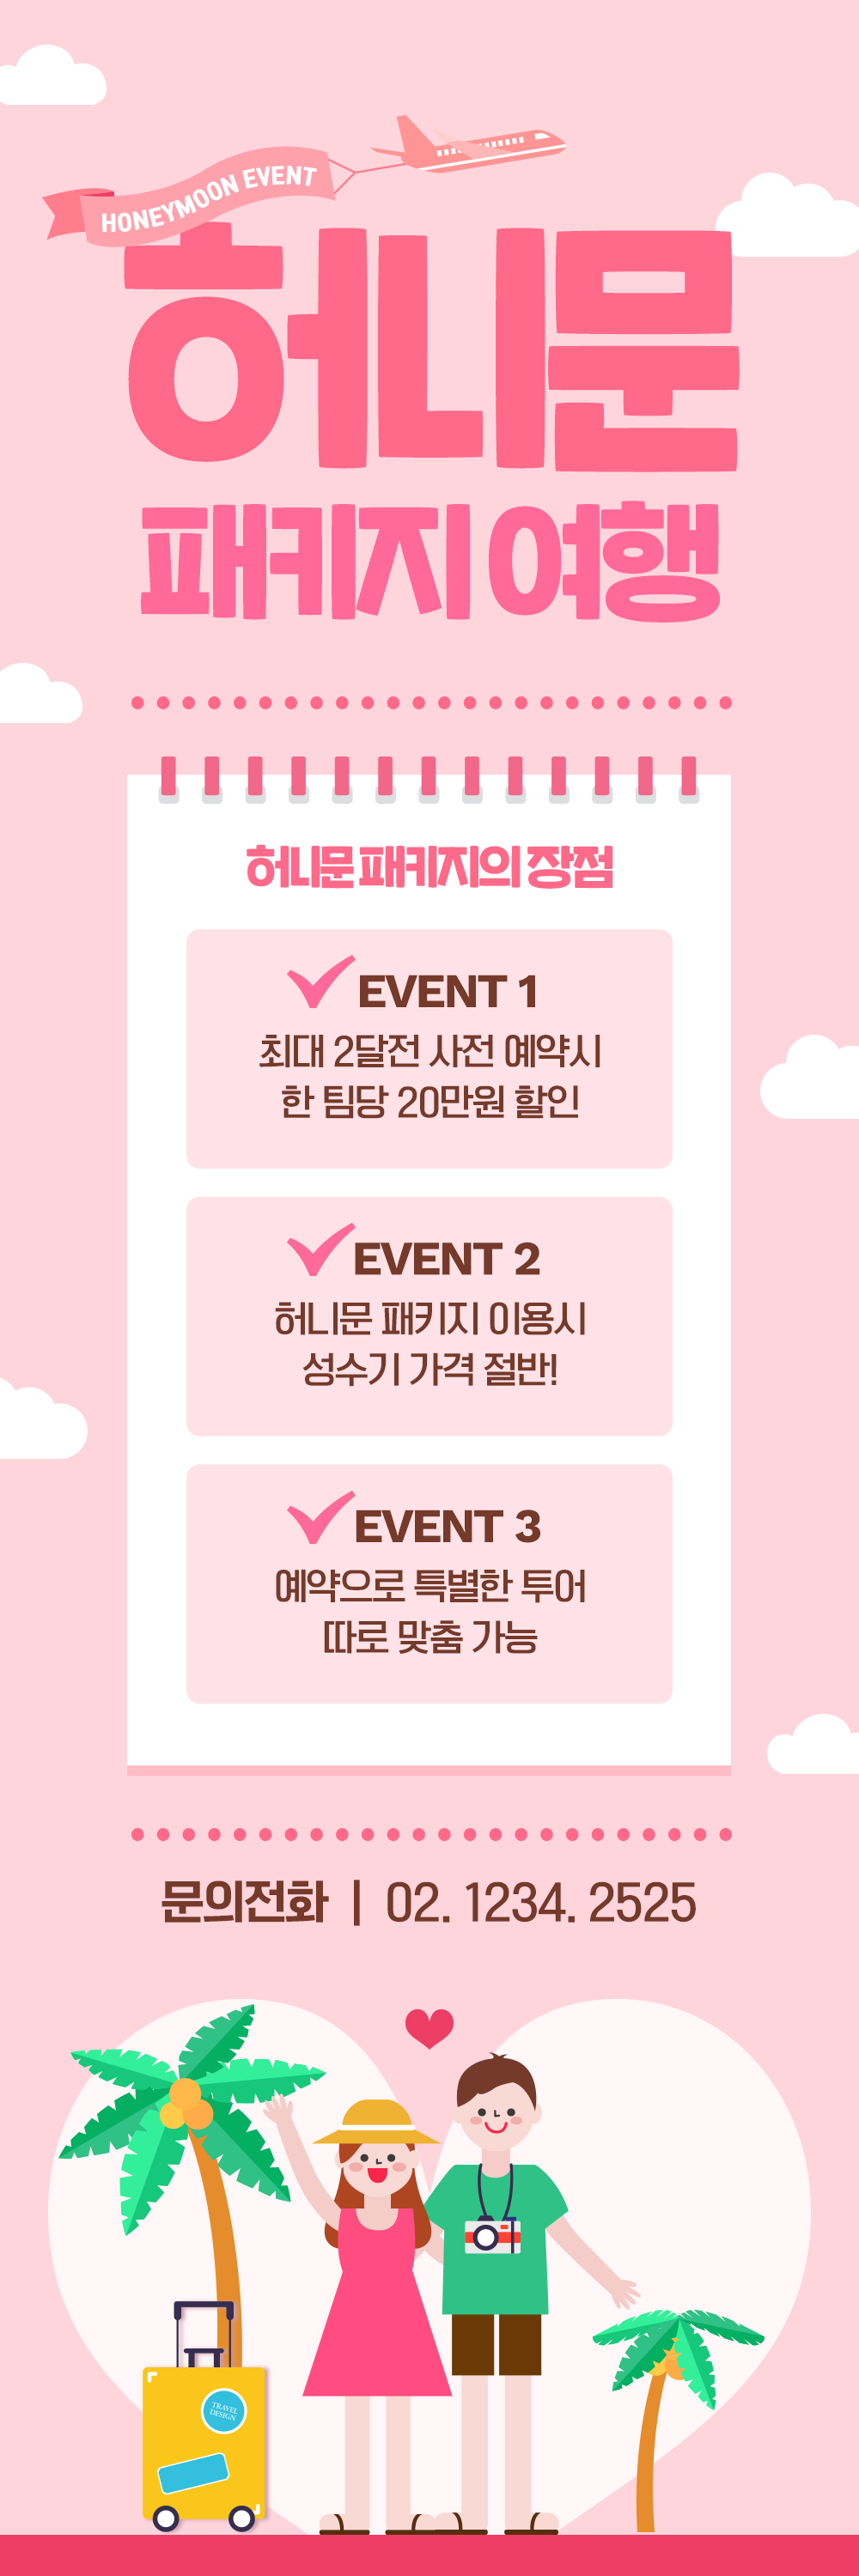 HONEYMOON EVENT
허니문
패키지 여행
허니문 패키지의 장점
EVENT 1
최대 2달전 사전 예약시
한 팀당 20만원 할인
EVENT 2
허니문 패키지 이용시
성수기 가격 절반!
EVENT 3
예약으로 특별한 투어
따로 맞춤 가능
문의전화 | 02. 1234. 2525
TRAVEL
DESIGN